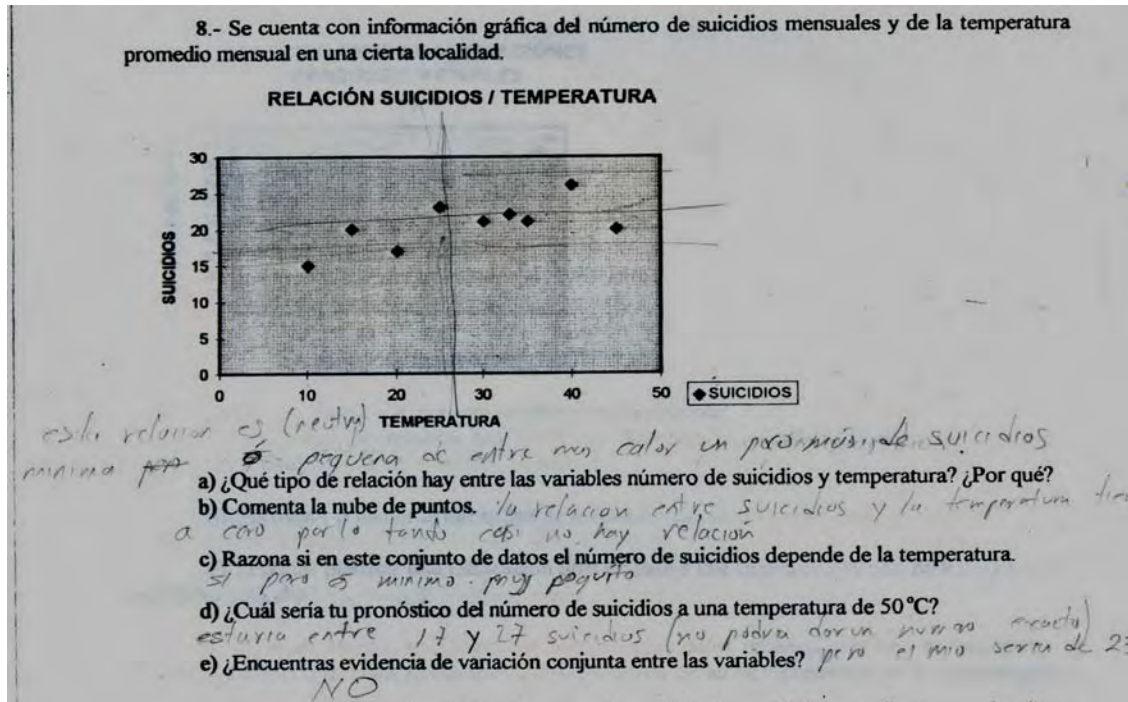 8.- Se cuenta con información gráfica del número de suicidios mensuales y de la temperatura
promedio mensual en una cierta localidad.
RELACIÓN SUICIDIOS / TEMPERATURA
30
25
20
15
10
5
0
SUICIDIOS
0 10 20 30 40 50
◆SUICIDIOS
TEMPERATURA
esta relacion es
minima pequeña de entre mas calor un poco mas de suicidios
a) ¿Qué tipo de relación hay entre las variables número de suicidios y temperatura? ¿Por qué?
b) Comenta la nube de puntos. la relacion entre suicidios y la temperatura
a cero por lo tando casi no hay relación
c) Razona si en este conjunto de datos el número de suicidios depende de la temperatura.
si pero es minimo muy poquito
d) ¿Cuál sería tu pronóstico del número de suicidios a una temperatura de 50°C?
estaria entre 17 y 27 suicidios (no podria dar un numero exacto)
e) ¿Encuentras evidencia de variación conjunta entre las variables? pero el mio seria de
NO